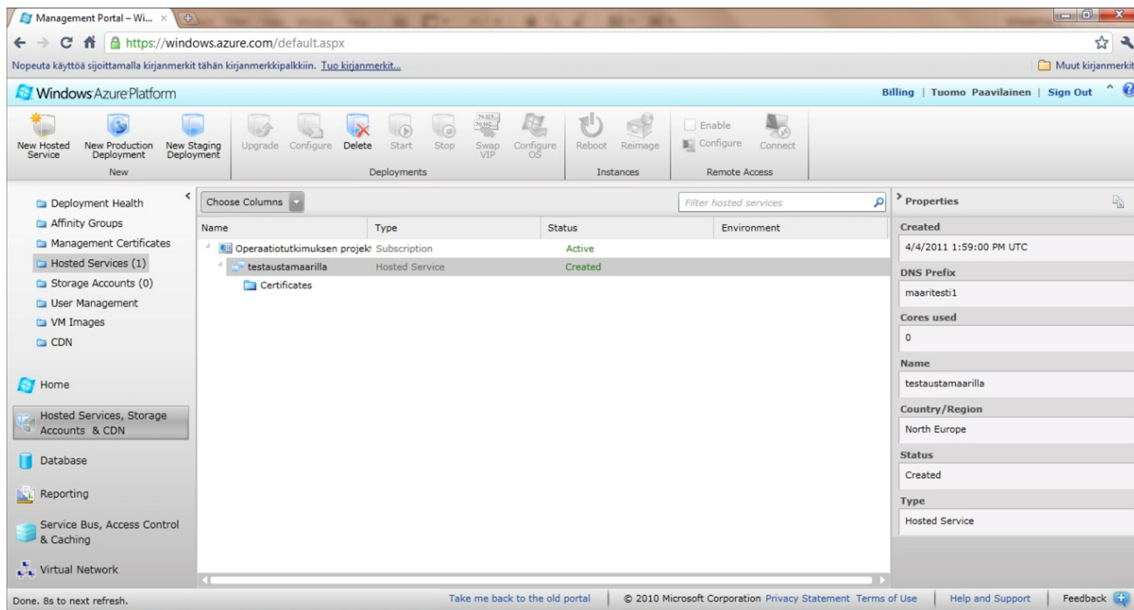 Management Portal – Wi...
https://windows.azure.com/default.aspx
Nopeuta käyttöä sijoittamalla kirjanmerkit tähän kirjanmerkkipalkkiin. Tuo kirjanmerkit...
Muut kirjanmerkit
Windows Azure Platform
Billing | Tuomo Paavilainen | Sign Out
New Hosted Service
New Production Deployment
New Staging Deployment
New
Upgrade
Configure
Delete
Start
Stop
Swap VIP
Configure OS
Deployments
Reboot
Reimage
Instances
Enable
Configure
Connect
Remote Access
Deployment Health
Affinity Groups
Management Certificates
Hosted Services (1)
Storage Accounts (0)
User Management
VM Images
CDN
Home
Hosted Services, Storage
Accounts & CDN
Database
Reporting
Service Bus, Access Control
& Caching
Virtual Network
Choose Columns
Filter hosted services
Name Type Status Environment
Operaatiotutkimuksen projekt Subscription Active
testaustamaarilla Hosted Service Created
Certificates
Properties
Created
4/4/2011 1:59:00 PM UTC
DNS Prefix
maaritesti1
Cores used
0
Name
testaustamaarilla
Country/Region
North Europe
Status
Created
Type
Hosted Service
Done. 8s to next refresh.
Take me back to the old portal
© 2010 Microsoft Corporation Privacy Statement Terms of Use
Help and Support
Feedback